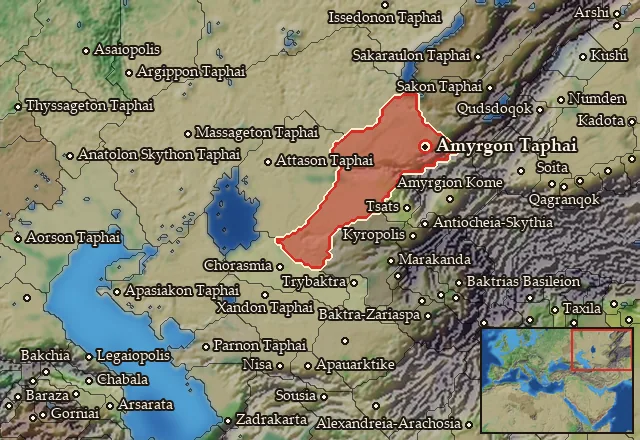 Issedonon Taphai
Arshi
Asaiopolis
Sakaraulon Taphai
Kushi
Argippon Taphai
Sakon Taphai
Thyssageton Taphai
Qudsdoqok
Numden
Kadota
Massageton Taphai
Amyrgon Taphai
Anatolon Skython Taphai
Attason Taphai
Soita
Amyrgion Kome
Qagranqok
Tsats
Antiocheia-Skythia
Aorson Taphai
Kyropolis
Chorasmia
Marakanda
Trybaktra
Baktrias Basileion
Apasiakon Taphai
Xandon Taphai
Baktra-Zariaspa
Taxila
Parnon Taphai
Bakchia
Legaiopolis
Nisa
Apauarktike
Chabala
Baraza
Sousia
Arsarata
Gorniai
Zadrakarta
Alexandreia-Arachosia